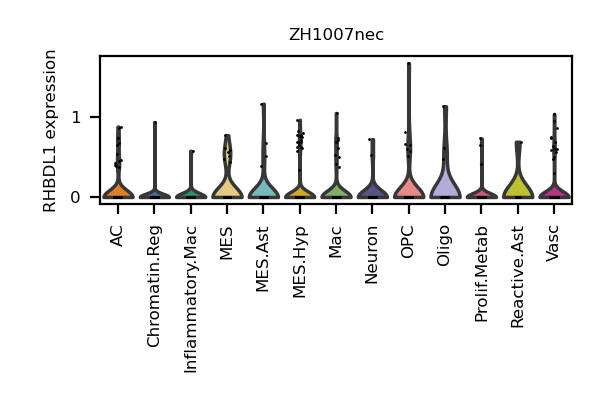 ZH1007nec
RHBDL1 expression
1
0
AC
Chromatin.Reg
Inflammatory.Mac
MES
MES.Ast
MES.Hyp
Mac
Neuron
OPC
Oligo
Prolif.Metab
Reactive.Ast
Vasc